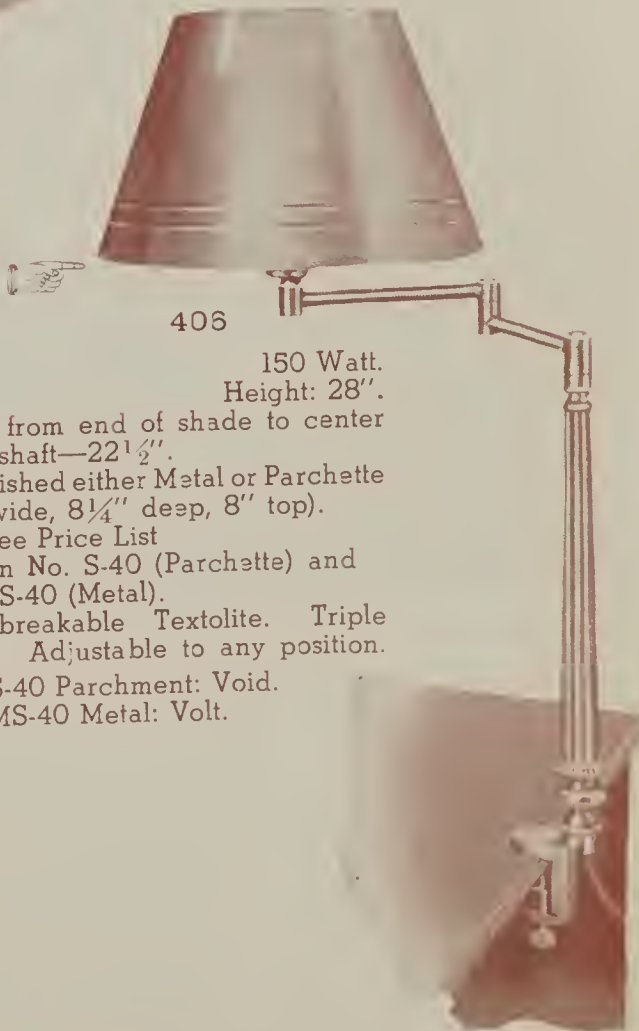 406
150 Watt.
Height: 28".
from end of shade to center
shaft—22½".
ished either Metal or Parchette
wide, 8¼" deep, 8" top).
ee Price List
n No. S-40 (Parchette) and
S-40 (Metal).
breakable Textolite. Triple
Adjustable to any position.
S-40 Parchment: Void.
MS-40 Metal: Volt.